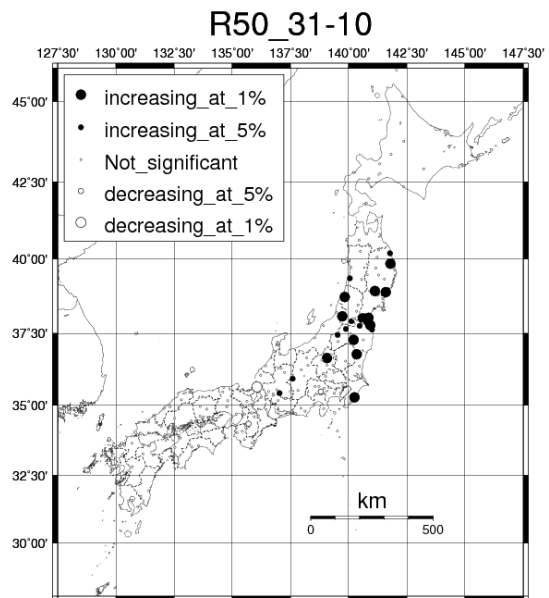 R50_31-10
127°30' 130°00' 132°30' 135°00' 137°30' 140°00' 142°30' 145°00' 147°30'
45°00'
increasing_at_1%
increasing_at_5%
Not_significant
42°30'
decreasing_at_5%
decreasing_at_1%
40°00'
37°30'
35°00'
32°30'
km
0 500
30°00'